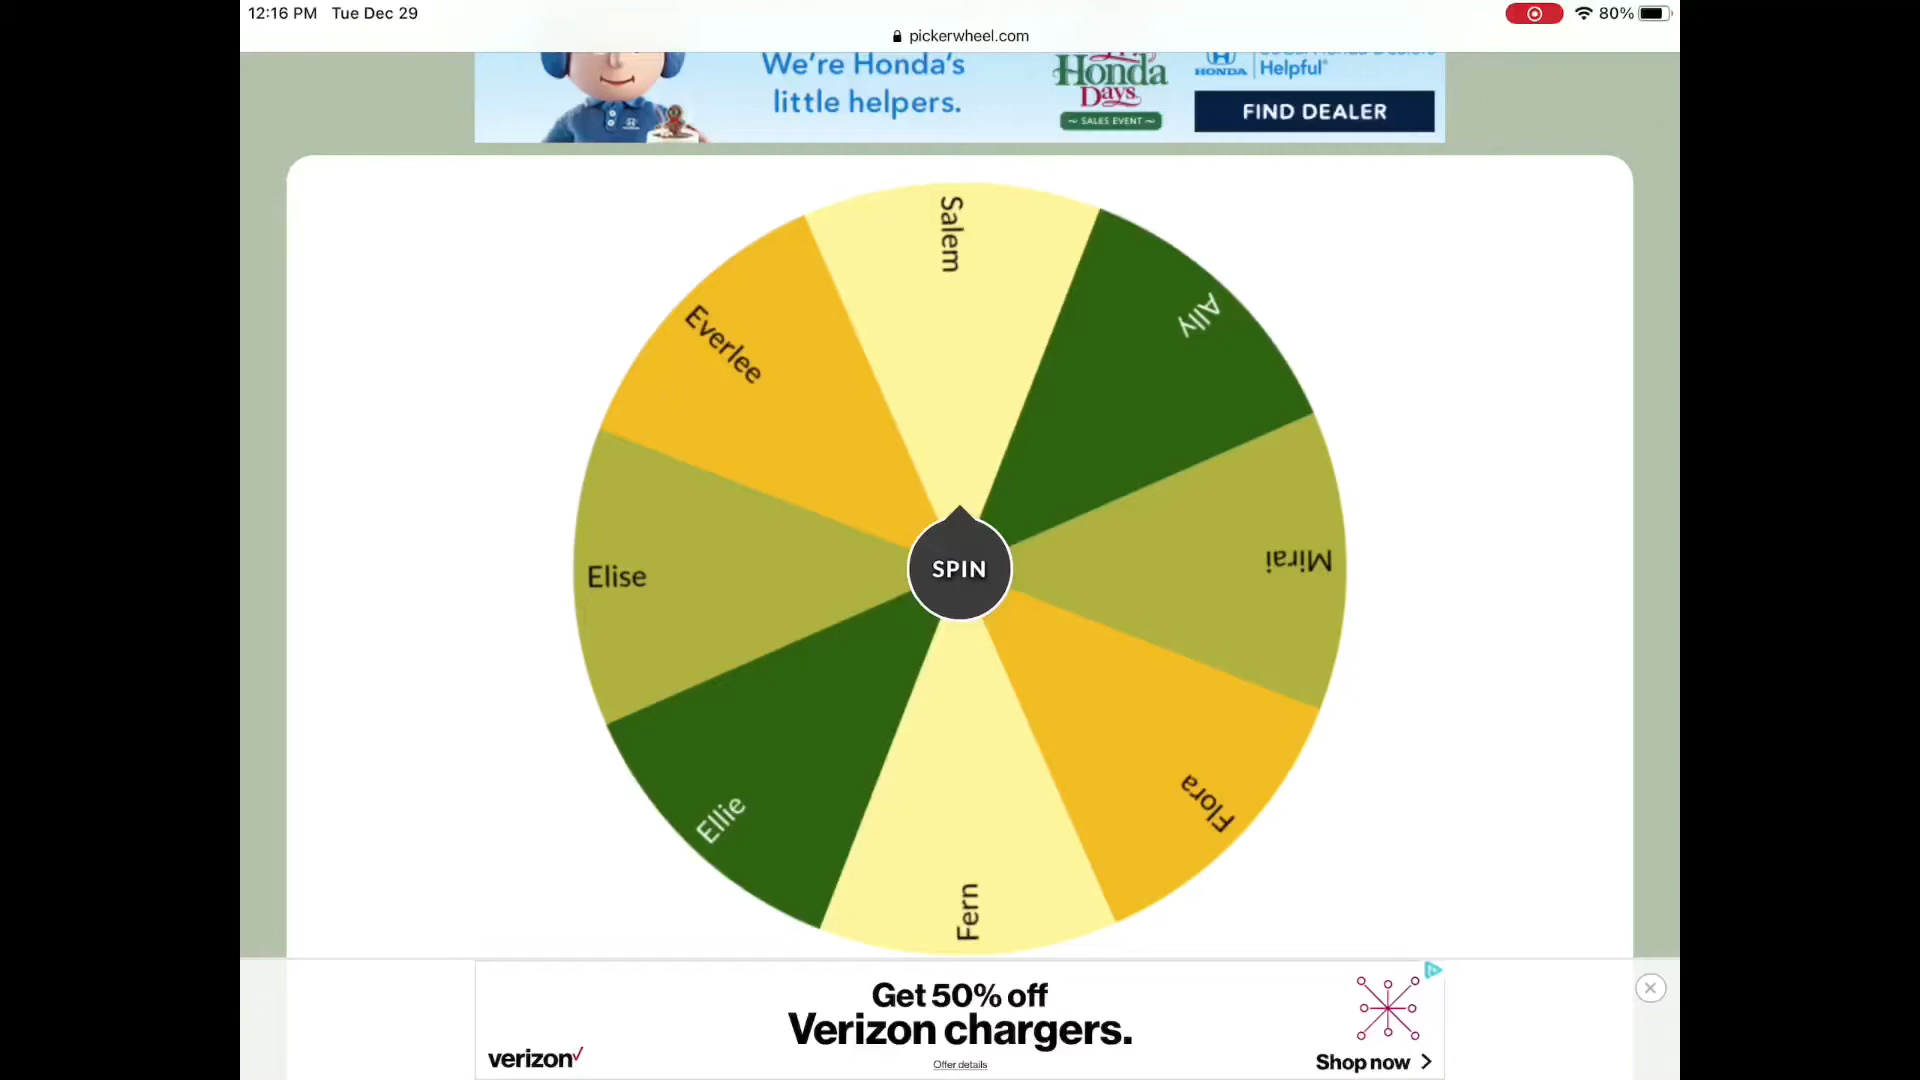 12:16 PM Tue Dec 29
80%
pickerwheel.com
We're Honda's
little helpers.
Honda
Days
~ SALES EVENT ~
HONDA
Helpful
FIND DEALER
Salem
Ally
Everlee
Mirai
Elise
SPIN
Flora
Ellie
Fern
Get 50% off
Verizon chargers.
verizon✓
Offer details
Shop now >